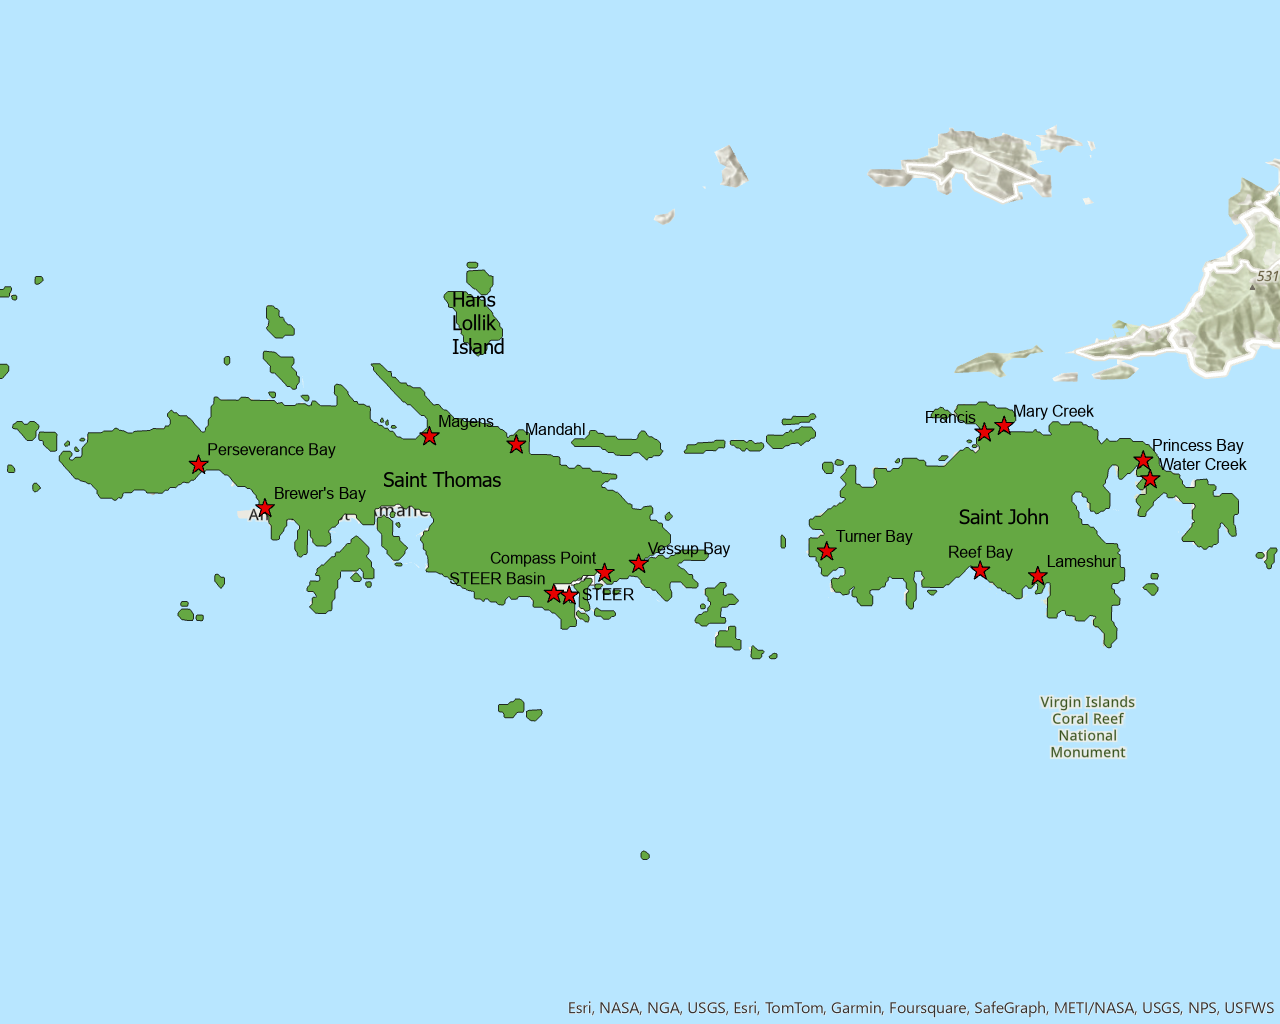 531
Hans
Lollik
Island
Francis
Mary Creek
Magens
Mandahl
Perseverance Bay
Princess Bay
Water Creek
Saint Thomas
Brewer's Bay
Saint John
Turner Bay
Vessup Bay
Compass Point
Reef Bay
Lameshur
STEER Basin
STEER
Virgin Islands
Coral Reef
National
Monument
Esri, NASA, NGA, USGS, Esri, TomTom, Garmin, Foursquare, SafeGraph, METI/NASA, USGS, NPS, USFWS